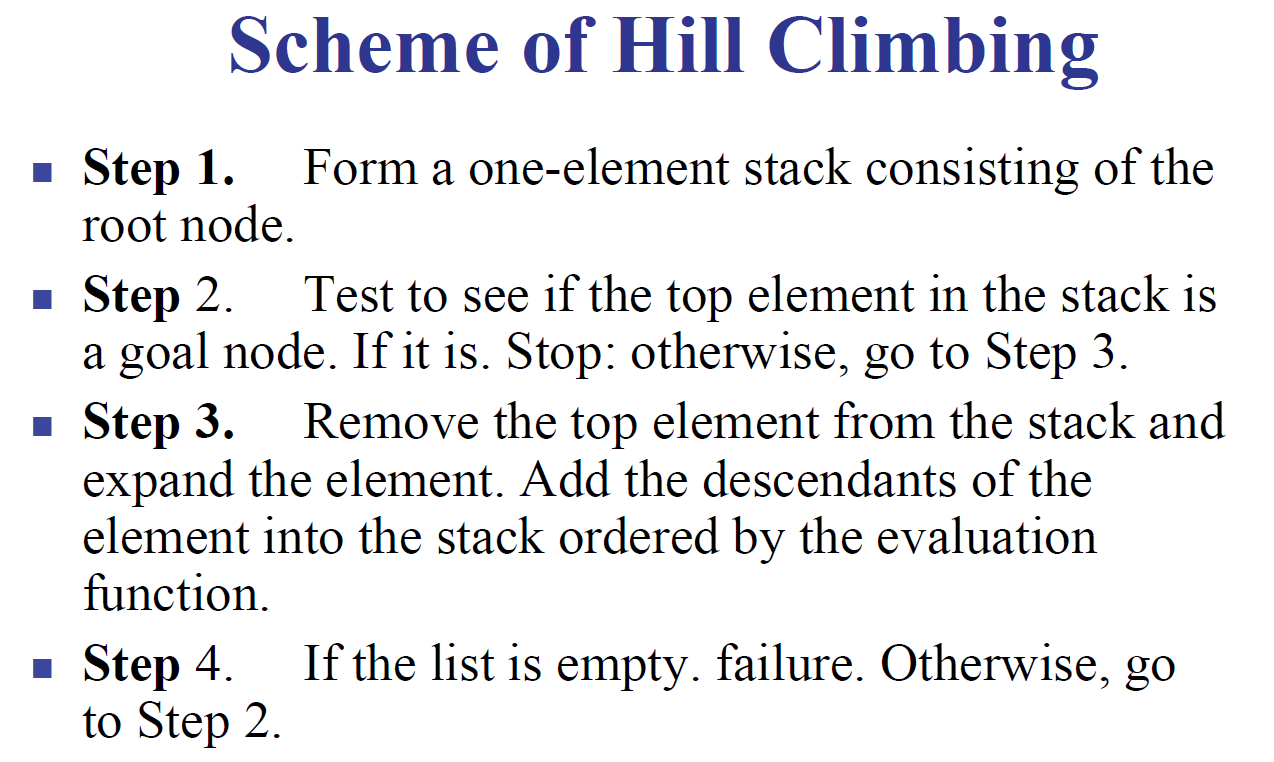 Scheme of Hill Climbing
Step 1. Form a one-element stack consisting of the
root node.
Step 2. Test to see if the top element in the stack is
a goal node. If it is. Stop: otherwise, go to Step 3.
Step 3. Remove the top element from the stack and
expand the element. Add the descendants of the
element into the stack ordered by the evaluation
function.
Step 4. If the list is empty. failure. Otherwise, go
to Step 2.